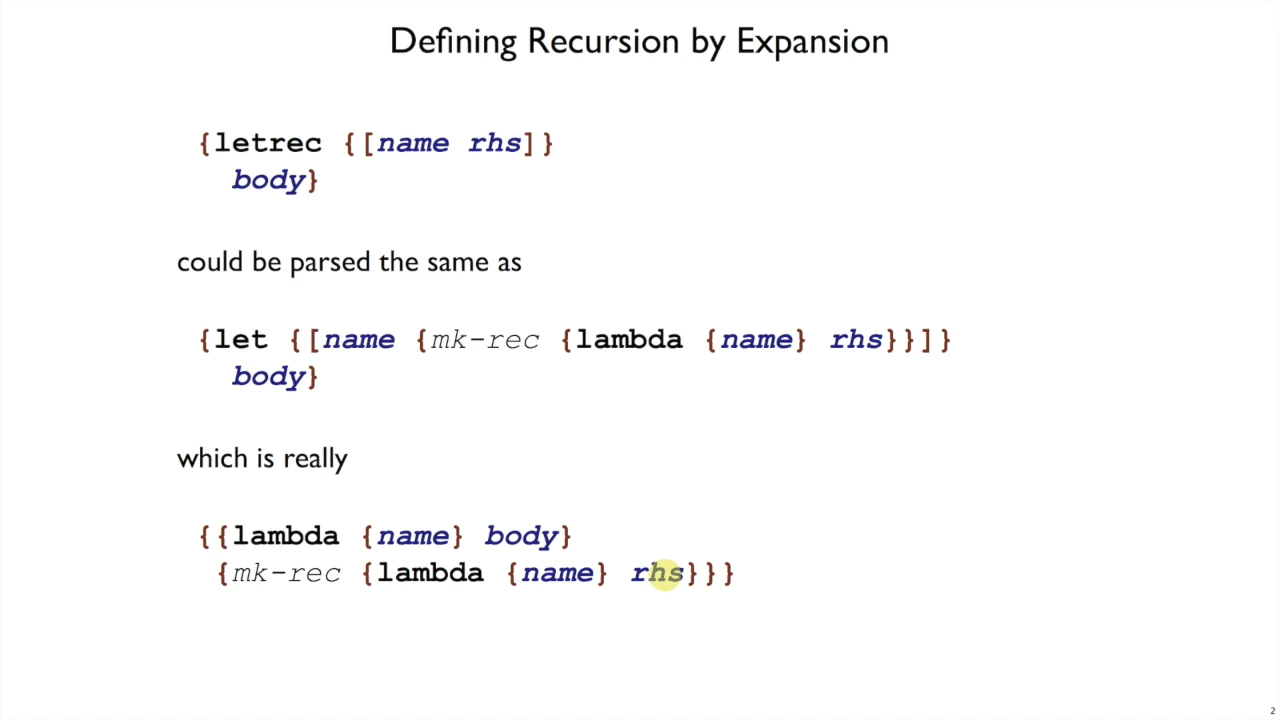 Defining Recursion by Expansion
{letrec {[name rhs]}
body}
could be parsed the same as
{let {[name {mk-rec {lambda {name} rhs}}]}
body}
which is really
{{lambda {name} body}
{mk-rec {lambda {name} rhs}}}
2